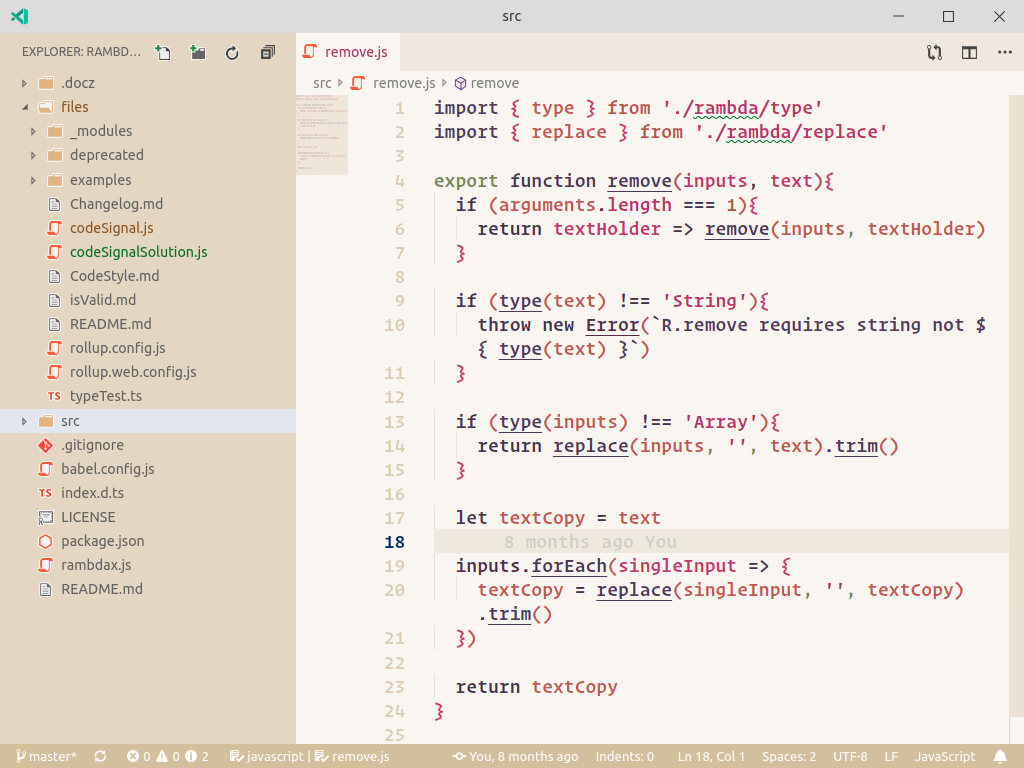 src
EXPLORER: RAMBD...
.docz
files
_modules
deprecated
examples
Changelog.md
codeSignal.js
codeSignalSolution.js
CodeStyle.md
isValid.md
README.md
rollup.config.js
rollup.web.config.js
TS typeTest.ts
src
.gitignore
babel.config.js
TS index.d.ts
LICENSE
package.json
rambdax.js
README.md
remove.js
src remove.js remove
1 import { type } from './rambda/type'
2 import { replace } from './rambda/replace'
3
4 export function remove(inputs, text){
5 if (arguments.length === 1){
6 return textHolder => remove(inputs, textHolder)
7 }
8
9 if (type(text) !== 'String'){
10 throw new Error(`R.remove requires string not $
{ type(text) }`)
11 }
12
13 if (type(inputs) !== 'Array'){
14 return replace(inputs, '', text).trim()
15 }
16
17 let textCopy = text
18 8 months ago You
19 inputs.forEach(singleInput => {
20 textCopy = replace(singleInput, '', textCopy)
.trim()
21 })
22
23 return textCopy
24 }
25
master* 0 0 2 javascript | remove.js You, 8 months ago Indents: 0 Ln 18, Col 1 Spaces: 2 UTF-8 LF JavaScript